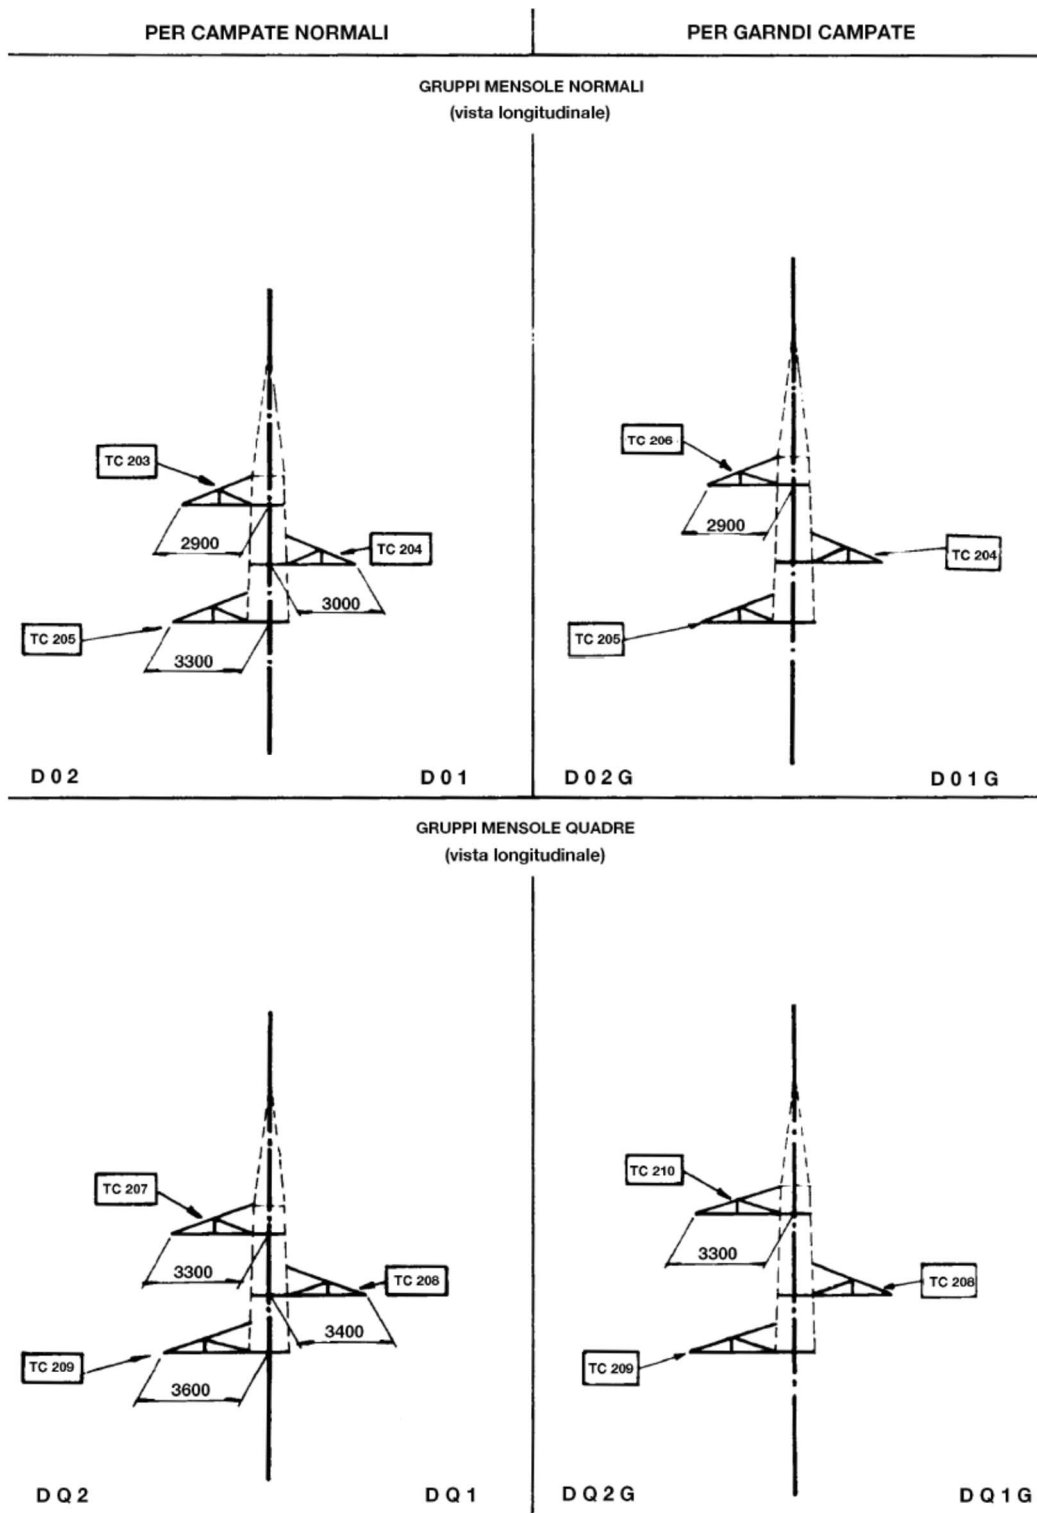 PER CAMPATE NORMALI
PER GARNDI CAMPATE
GRUPPI MENSOLE NORMALI
(vista longitudinale)
TC 203
2900
TC 204
3000
TC 205
3300
D 0 2
D 0 1
TC 206
2900
TC 204
TC 205
D 0 2 G
D 0 1 G
GRUPPI MENSOLE QUADRE
(vista longitudinale)
TC 207
3300
TC 208
3400
TC 209
3600
D Q 2
D Q 1
TC 210
3300
TC 208
TC 209
D Q 2 G
D Q 1 G